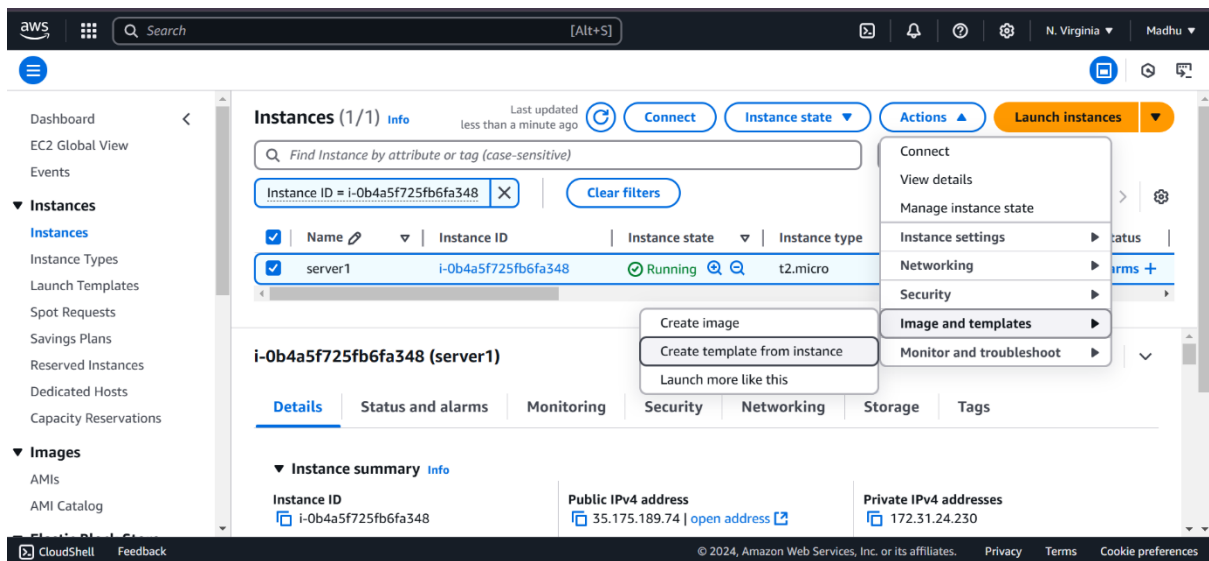 aws
Search [Alt+S] N. Virginia Madhu
Dashboard
EC2 Global View
Events
Instances
Instances
Instance Types
Launch Templates
Spot Requests
Savings Plans
Reserved Instances
Dedicated Hosts
Capacity Reservations
Images
AMIs
AMI Catalog
Elastic Block Store
Instances (1/1) Info
Last updated
less than a minute ago
Connect Instance state Actions Launch instances
Find Instance by attribute or tag (case-sensitive)
Instance ID = i-0b4a5f725fb6fa348 Clear filters
Name Instance ID Instance state Instance type
server1 i-0b4a5f725fb6fa348 Running t2.micro
Connect
View details
Manage instance state
Instance settings
Networking
Security
Image and templates
Monitor and troubleshoot
Create image
Create template from instance
Launch more like this
i-0b4a5f725fb6fa348 (server1)
Details Status and alarms Monitoring Security Networking Storage Tags
Instance summary Info
Instance ID
i-0b4a5f725fb6fa348
Public IPv4 address
35.175.189.74 | open address
Private IPv4 addresses
172.31.24.230
CloudShell Feedback © 2024, Amazon Web Services, Inc. or its affiliates. Privacy Terms Cookie preferences